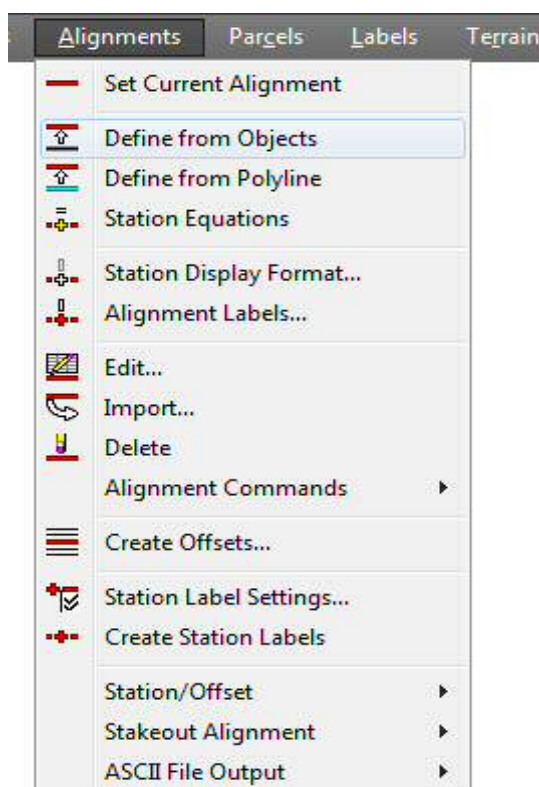 Alignments Parcels Labels Terrain
Set Current Alignment
Define from Objects
Define from Polyline
Station Equations
Station Display Format...
Alignment Labels...
Edit...
Import...
Delete
Alignment Commands
Create Offsets...
Station Label Settings...
Create Station Labels
Station/Offset
Stakeout Alignment
ASCII File Output